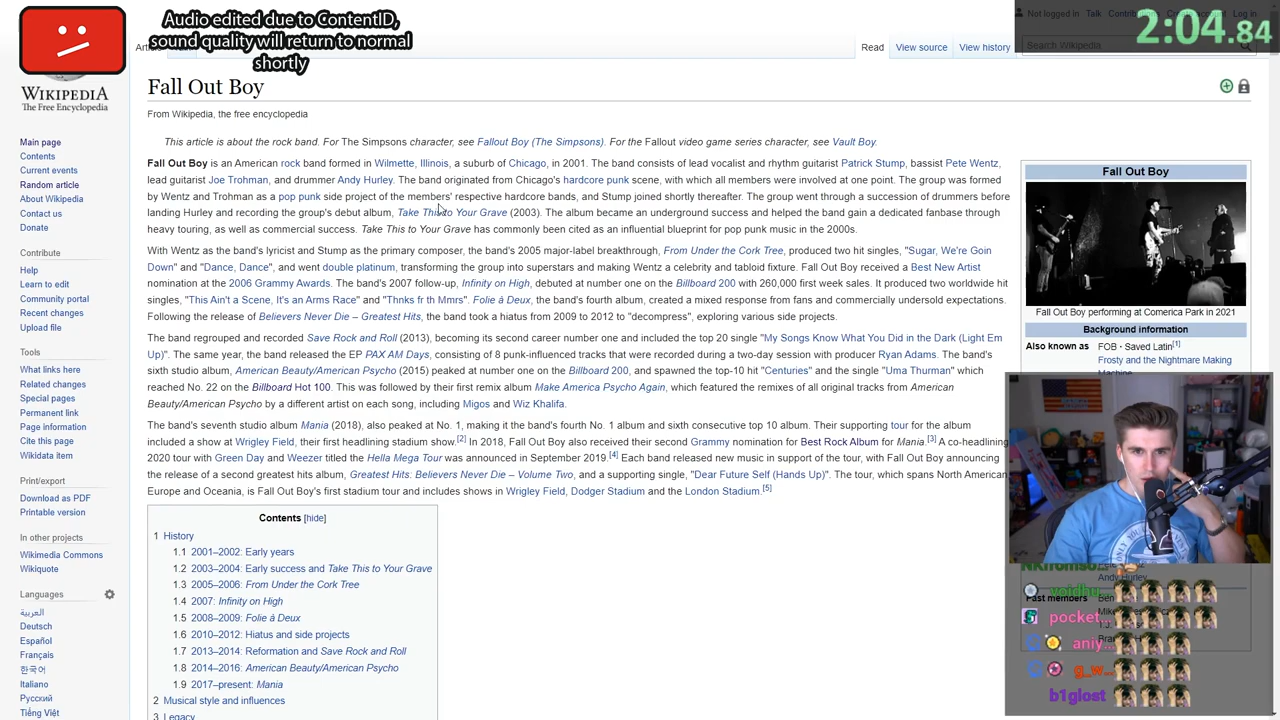 Audio edited due to ContentID,
sound quality will return to normal
shortly
2:04.84
Not logged in Talk
Log in
WIKIPEDIA
The Free Encyclopedia
Read View source View history
Search Wikipedia
Main page
Contents
Current events
Random article
About Wikipedia
Contact us
Donate
Contribute
Help
Learn to edit
Community portal
Recent changes
Upload file
Tools
What links here
Related changes
Special pages
Permanent link
Page information
Cite this page
Wikidata item
Print/export
Download as PDF
Printable version
In other projects
Wikimedia Commons
Wikiquote
Languages
العربية
Deutsch
Español
Français
한국어
Italiano
Русский
Tiếng Việt
Fall Out Boy
From Wikipedia, the free encyclopedia
This article is about the rock band. For The Simpsons character, see Fallout Boy (The Simpsons). For the Fallout video game series character, see Vault Boy.
Fall Out Boy is an American rock band formed in Wilmette, Illinois, a suburb of Chicago, in 2001. The band consists of lead vocalist and rhythm guitarist Patrick Stump, bassist Pete Wentz,
lead guitarist Joe Trohman, and drummer Andy Hurley. The band originated from Chicago's hardcore punk scene, with which all members were involved at one point. The group was formed
by Wentz and Trohman as a pop punk side project of the members' respective hardcore bands, and Stump joined shortly thereafter. The group went through a succession of drummers before
landing Hurley and recording the group's debut album, Take This to Your Grave (2003). The album became an underground success and helped the band gain a dedicated fanbase through
heavy touring, as well as commercial success. Take This to Your Grave has commonly been cited as an influential blueprint for pop punk music in the 2000s.
With Wentz as the band's lyricist and Stump as the primary composer, the band's 2005 major-label breakthrough, From Under the Cork Tree, produced two hit singles, "Sugar, We're Goin
Down" and "Dance, Dance", and went double platinum, transforming the group into superstars and making Wentz a celebrity and tabloid fixture. Fall Out Boy received a Best New Artist
nomination at the 2006 Grammy Awards. The band's 2007 follow-up, Infinity on High, debuted at number one on the Billboard 200 with 260,000 first week sales. It produced two worldwide hit
singles, "This Ain't a Scene, It's an Arms Race" and "Thnks fr th Mmrs". Folie à Deux, the band's fourth album, created a mixed response from fans and commercially undersold expectations.
Following the release of Believers Never Die – Greatest Hits, the band took a hiatus from 2009 to 2012 to "decompress", exploring various side projects.
The band regrouped and recorded Save Rock and Roll (2013), becoming its second career number one and included the top 20 single "My Songs Know What You Did in the Dark (Light Em
Up)". The same year, the band released the EP PAX AM Days, consisting of 8 punk-influenced tracks that were recorded during a two-day session with producer Ryan Adams. The band's
sixth studio album, American Beauty/American Psycho (2015) peaked at number one on the Billboard 200, and spawned the top-10 hit "Centuries" and the single "Uma Thurman" which
reached No. 22 on the Billboard Hot 100. This was followed by their first remix album Make America Psycho Again, which featured the remixes of all original tracks from American
Beauty/American Psycho by a different artist on each song, including Migos and Wiz Khalifa.
The band's seventh studio album Mania (2018), also peaked at No. 1, making it the band's fourth No. 1 album and sixth consecutive top 10 album. Their supporting tour for the album
included a show at Wrigley Field, their first headlining stadium show.[2] In 2018, Fall Out Boy also received their second Grammy nomination for Best Rock Album for Mania.[3] A co-headlining
2020 tour with Green Day and Weezer titled the Hella Mega Tour was announced in September 2019.[4] Each band released new music in support of the tour, with Fall Out Boy announcing
the release of a second greatest hits album, Greatest Hits: Believers Never Die – Volume Two, and a supporting single, "Dear Future Self (Hands Up)". The tour, which spans North American
Europe and Oceania, is Fall Out Boy's first stadium tour and includes shows in Wrigley Field, Dodger Stadium and the London Stadium.[5]
Contents [hide]
1 History
1.1 2001–2002: Early years
1.2 2003–2004: Early success and Take This to Your Grave
1.3 2005–2006: From Under the Cork Tree
1.4 2007: Infinity on High
1.5 2008–2009: Folie à Deux
1.6 2010–2012: Hiatus and side projects
1.7 2013–2014: Reformation and Save Rock and Roll
1.8 2014–2016: American Beauty/American Psycho
1.9 2017–present: Mania
2 Musical style and influences
3 Legacy
Fall Out Boy
Fall Out Boy performing at Comerica Park in 2021
Background information
Also known as FOB · Saved Latin[1]
Frosty and the Nightmare Making
Machine
Andy Hurley
Past members
voidhu...
pocket...
aniy...
g_w...
b1glost